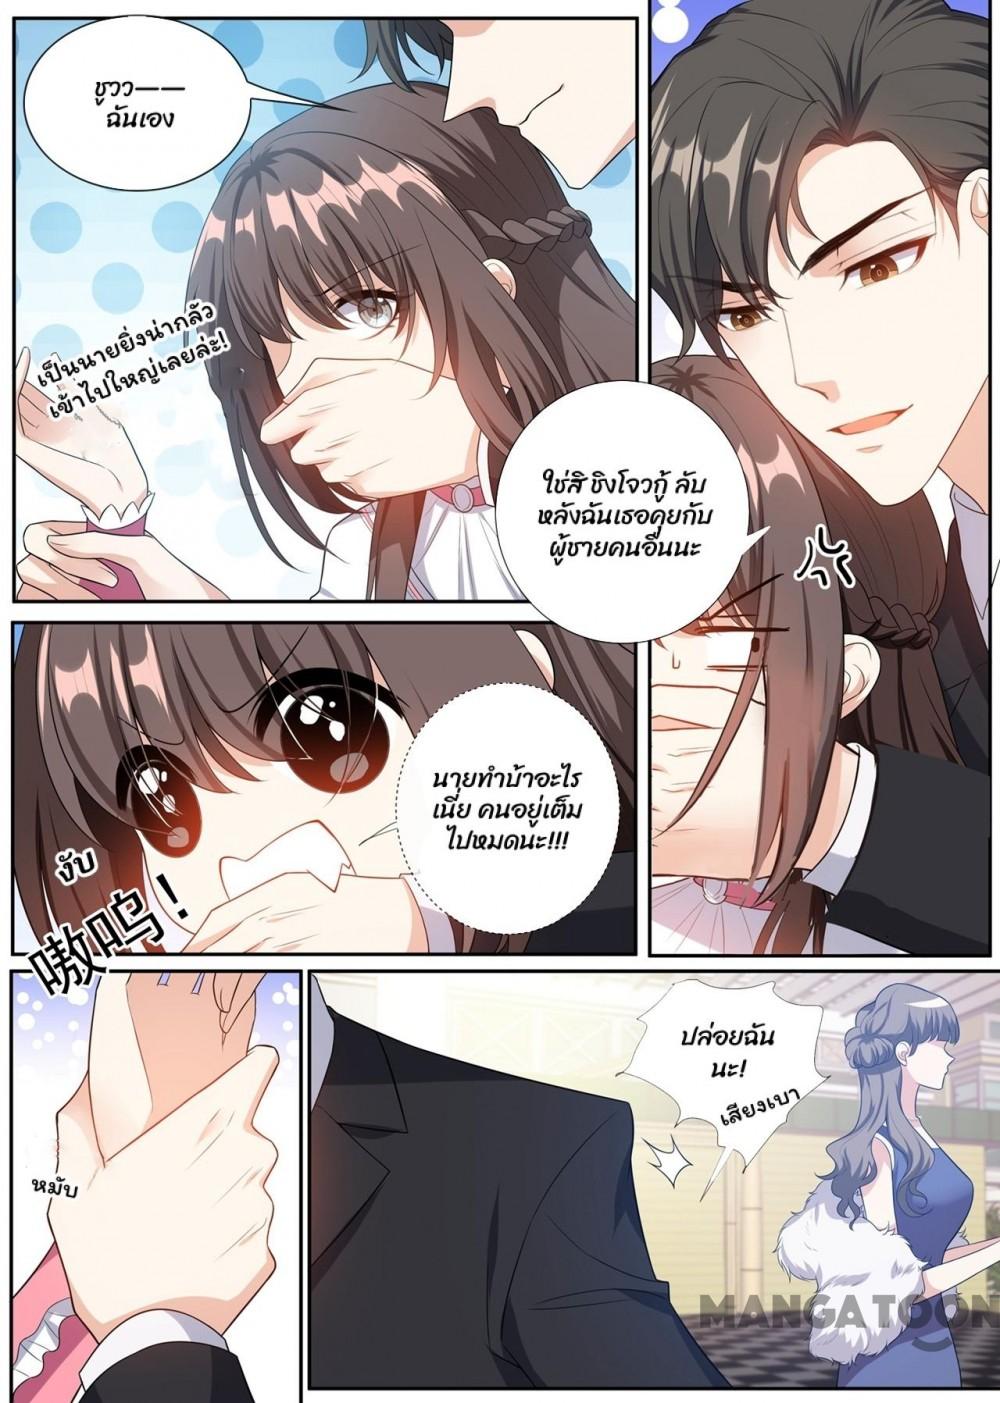 ชูวว——
ฉันเอง
เป็นนายยิ่งน่ากลัว
เข้าไปใหญ่เลยล่ะ!
ใช่สิ ชิงโจวกู้ ลับ
หลังฉันเธอคุยกับ
ผู้ชายคนอื่นนะ
นายทำบ้าอะไร
เนี่ย คนอยู่เต็ม
ไปหมดนะ!!!
งับ
嗷呜！
หมับ
ปล่อยฉัน
นะ!
เสียงเบา
MANGATOON